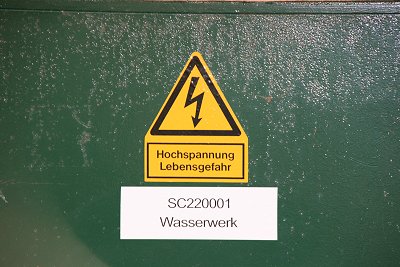 Hochspannung
Lebensgefahr
SC220001
Wasserwerk